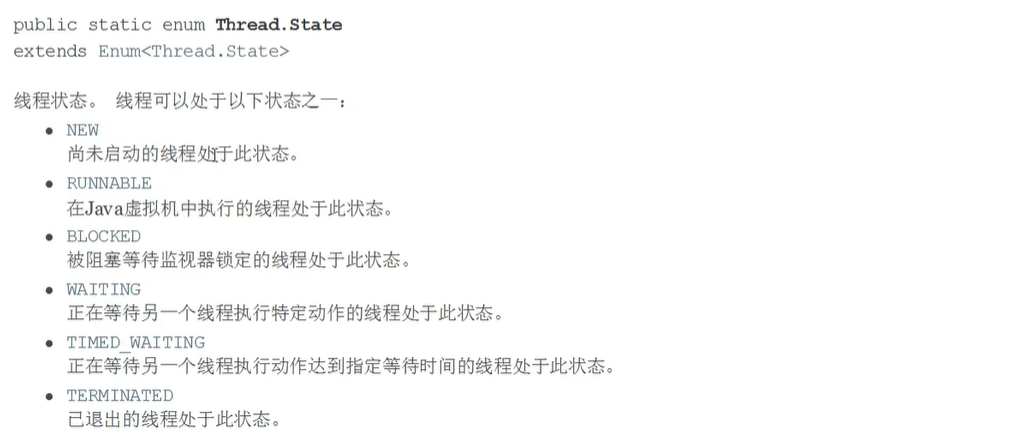 public static enum Thread.State
extends Enum<Thread.State>
线程状态。 线程可以处于以下状态之一：
• NEW
尚未启动的线程处于此状态。
• RUNNABLE
在Java虚拟机中执行的线程处于此状态。
• BLOCKED
被阻塞等待监视器锁定的线程处于此状态。
• WAITING
正在等待另一个线程执行特定动作的线程处于此状态。
• TIMED_WAITING
正在等待另一个线程执行动作达到指定等待时间的线程处于此状态。
• TERMINATED
已退出的线程处于此状态。